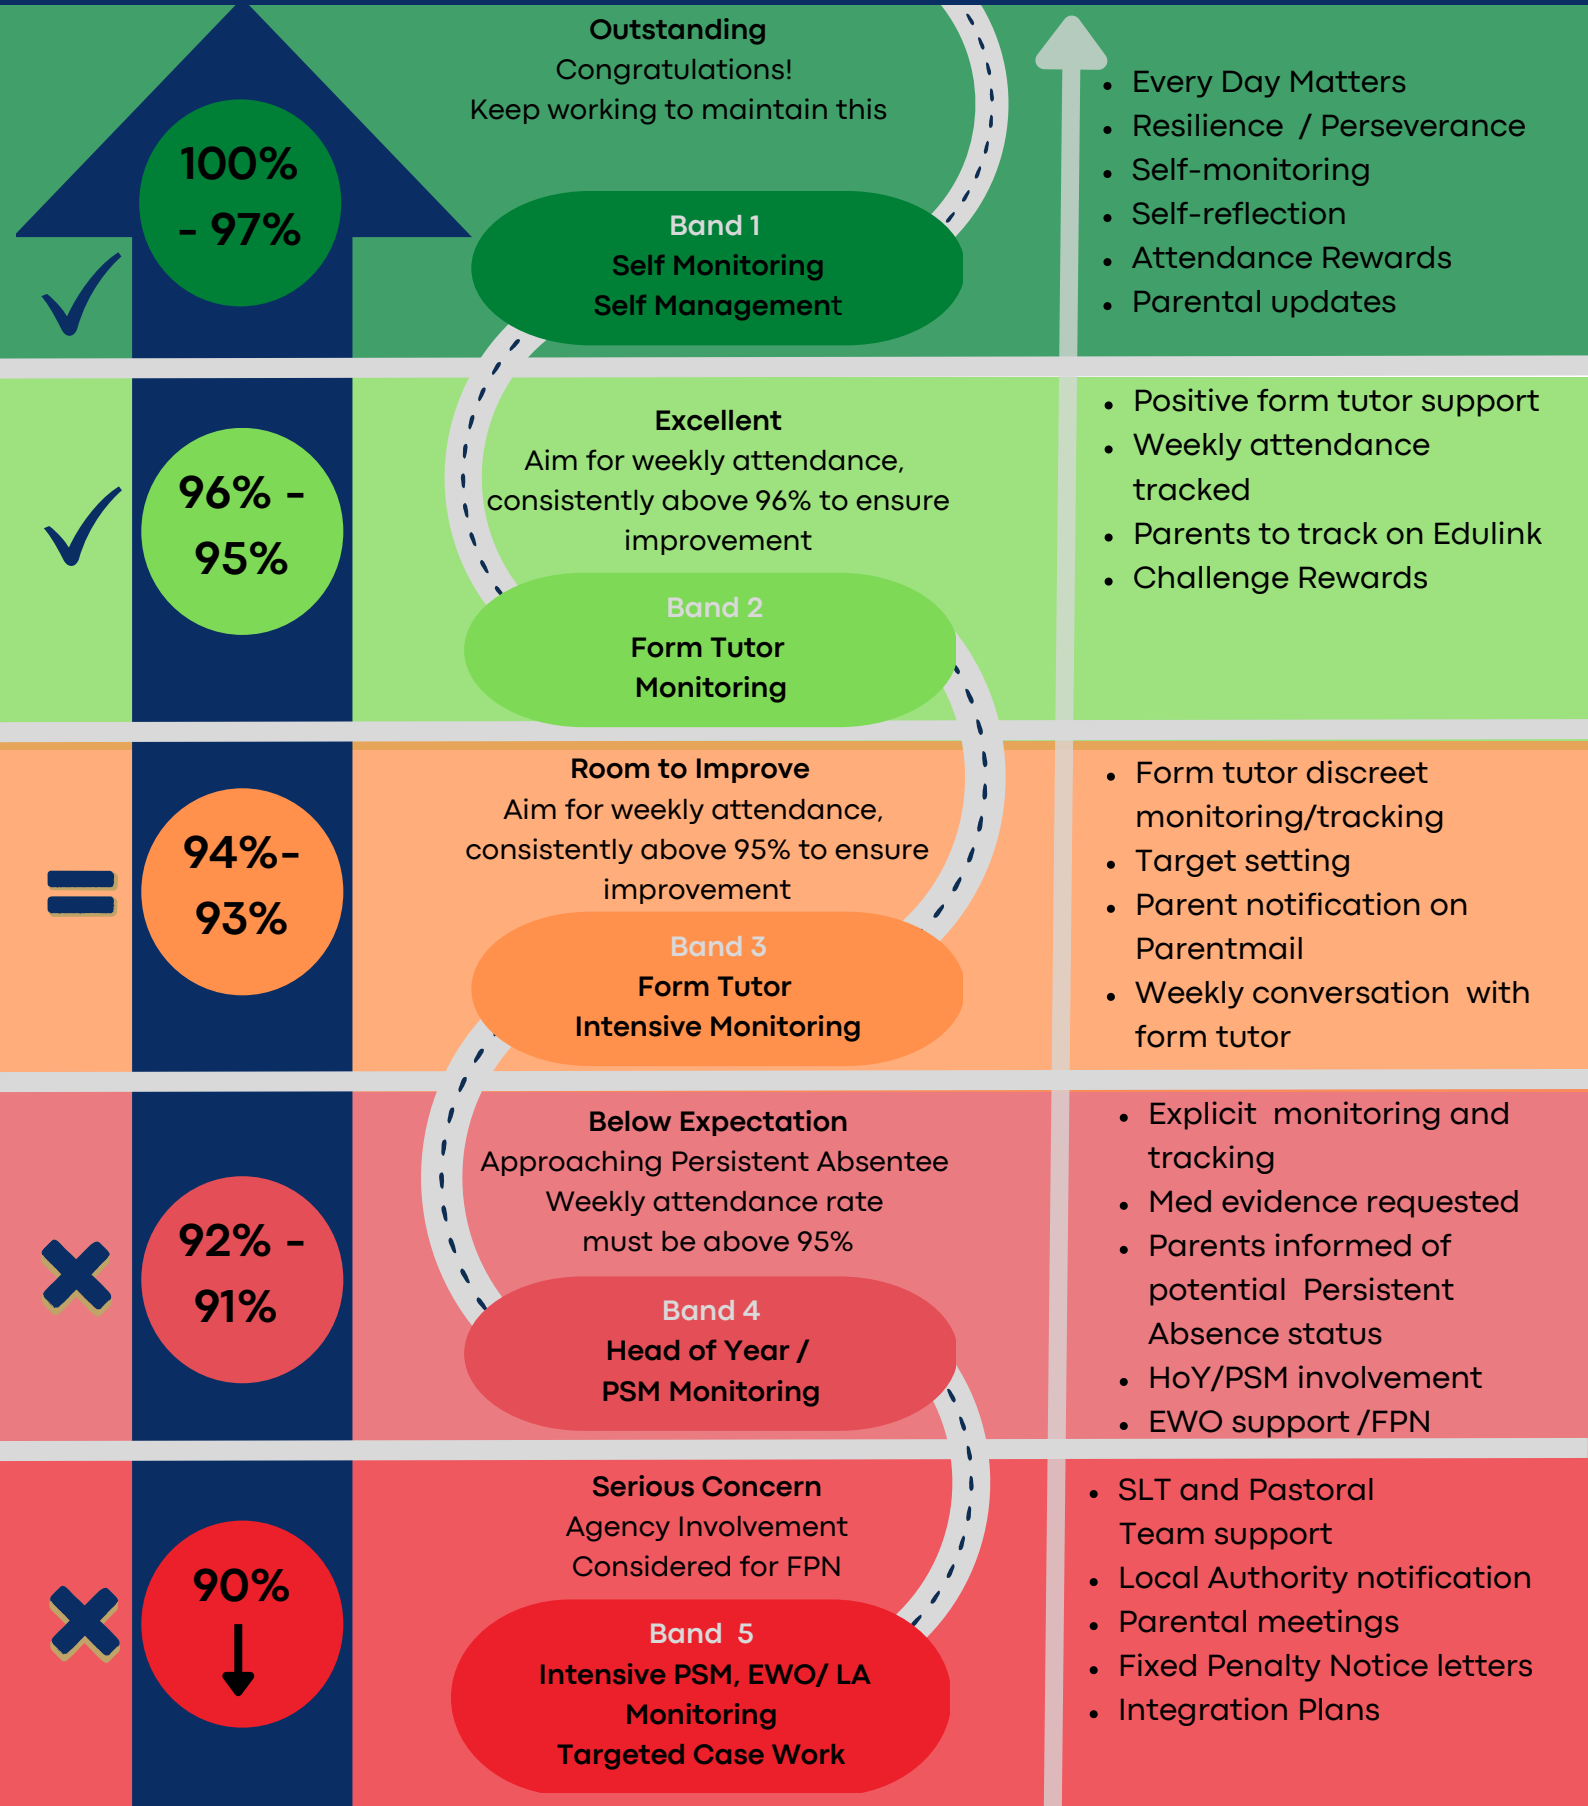 Outstanding
Congratulations!
Keep working to maintain this
100%
- 97%
Band 1
Self Monitoring
Self Management
• Every Day Matters
• Resilience / Perseverance
• Self-monitoring
• Self-reflection
• Attendance Rewards
• Parental updates
Excellent
Aim for weekly attendance,
consistently above 96% to ensure
improvement
96% -
95%
Band 2
Form Tutor
Monitoring
• Positive form tutor support
• Weekly attendance
tracked
• Parents to track on Edulink
• Challenge Rewards
Room to Improve
Aim for weekly attendance,
consistently above 95% to ensure
improvement
=
94%-
93%
Band 3
Form Tutor
Intensive Monitoring
• Form tutor discreet
monitoring/tracking
• Target setting
• Parent notification on
Parentmail
• Weekly conversation with
form tutor
Below Expectation
Approaching Persistent Absentee
Weekly attendance rate
must be above 95%
92% -
91%
Band 4
Head of Year /
PSM Monitoring
• Explicit monitoring and
tracking
• Med evidence requested
• Parents informed of
potential Persistent
Absence status
• HoY/PSM involvement
• EWO support /FPN
Serious Concern
Agency Involvement
Considered for FPN
90%
Band 5
Intensive PSM, EWO/ LA
Monitoring
Targeted Case Work
• SLT and Pastoral
Team support
• Local Authority notification
• Parental meetings
• Fixed Penalty Notice letters
• Integration Plans